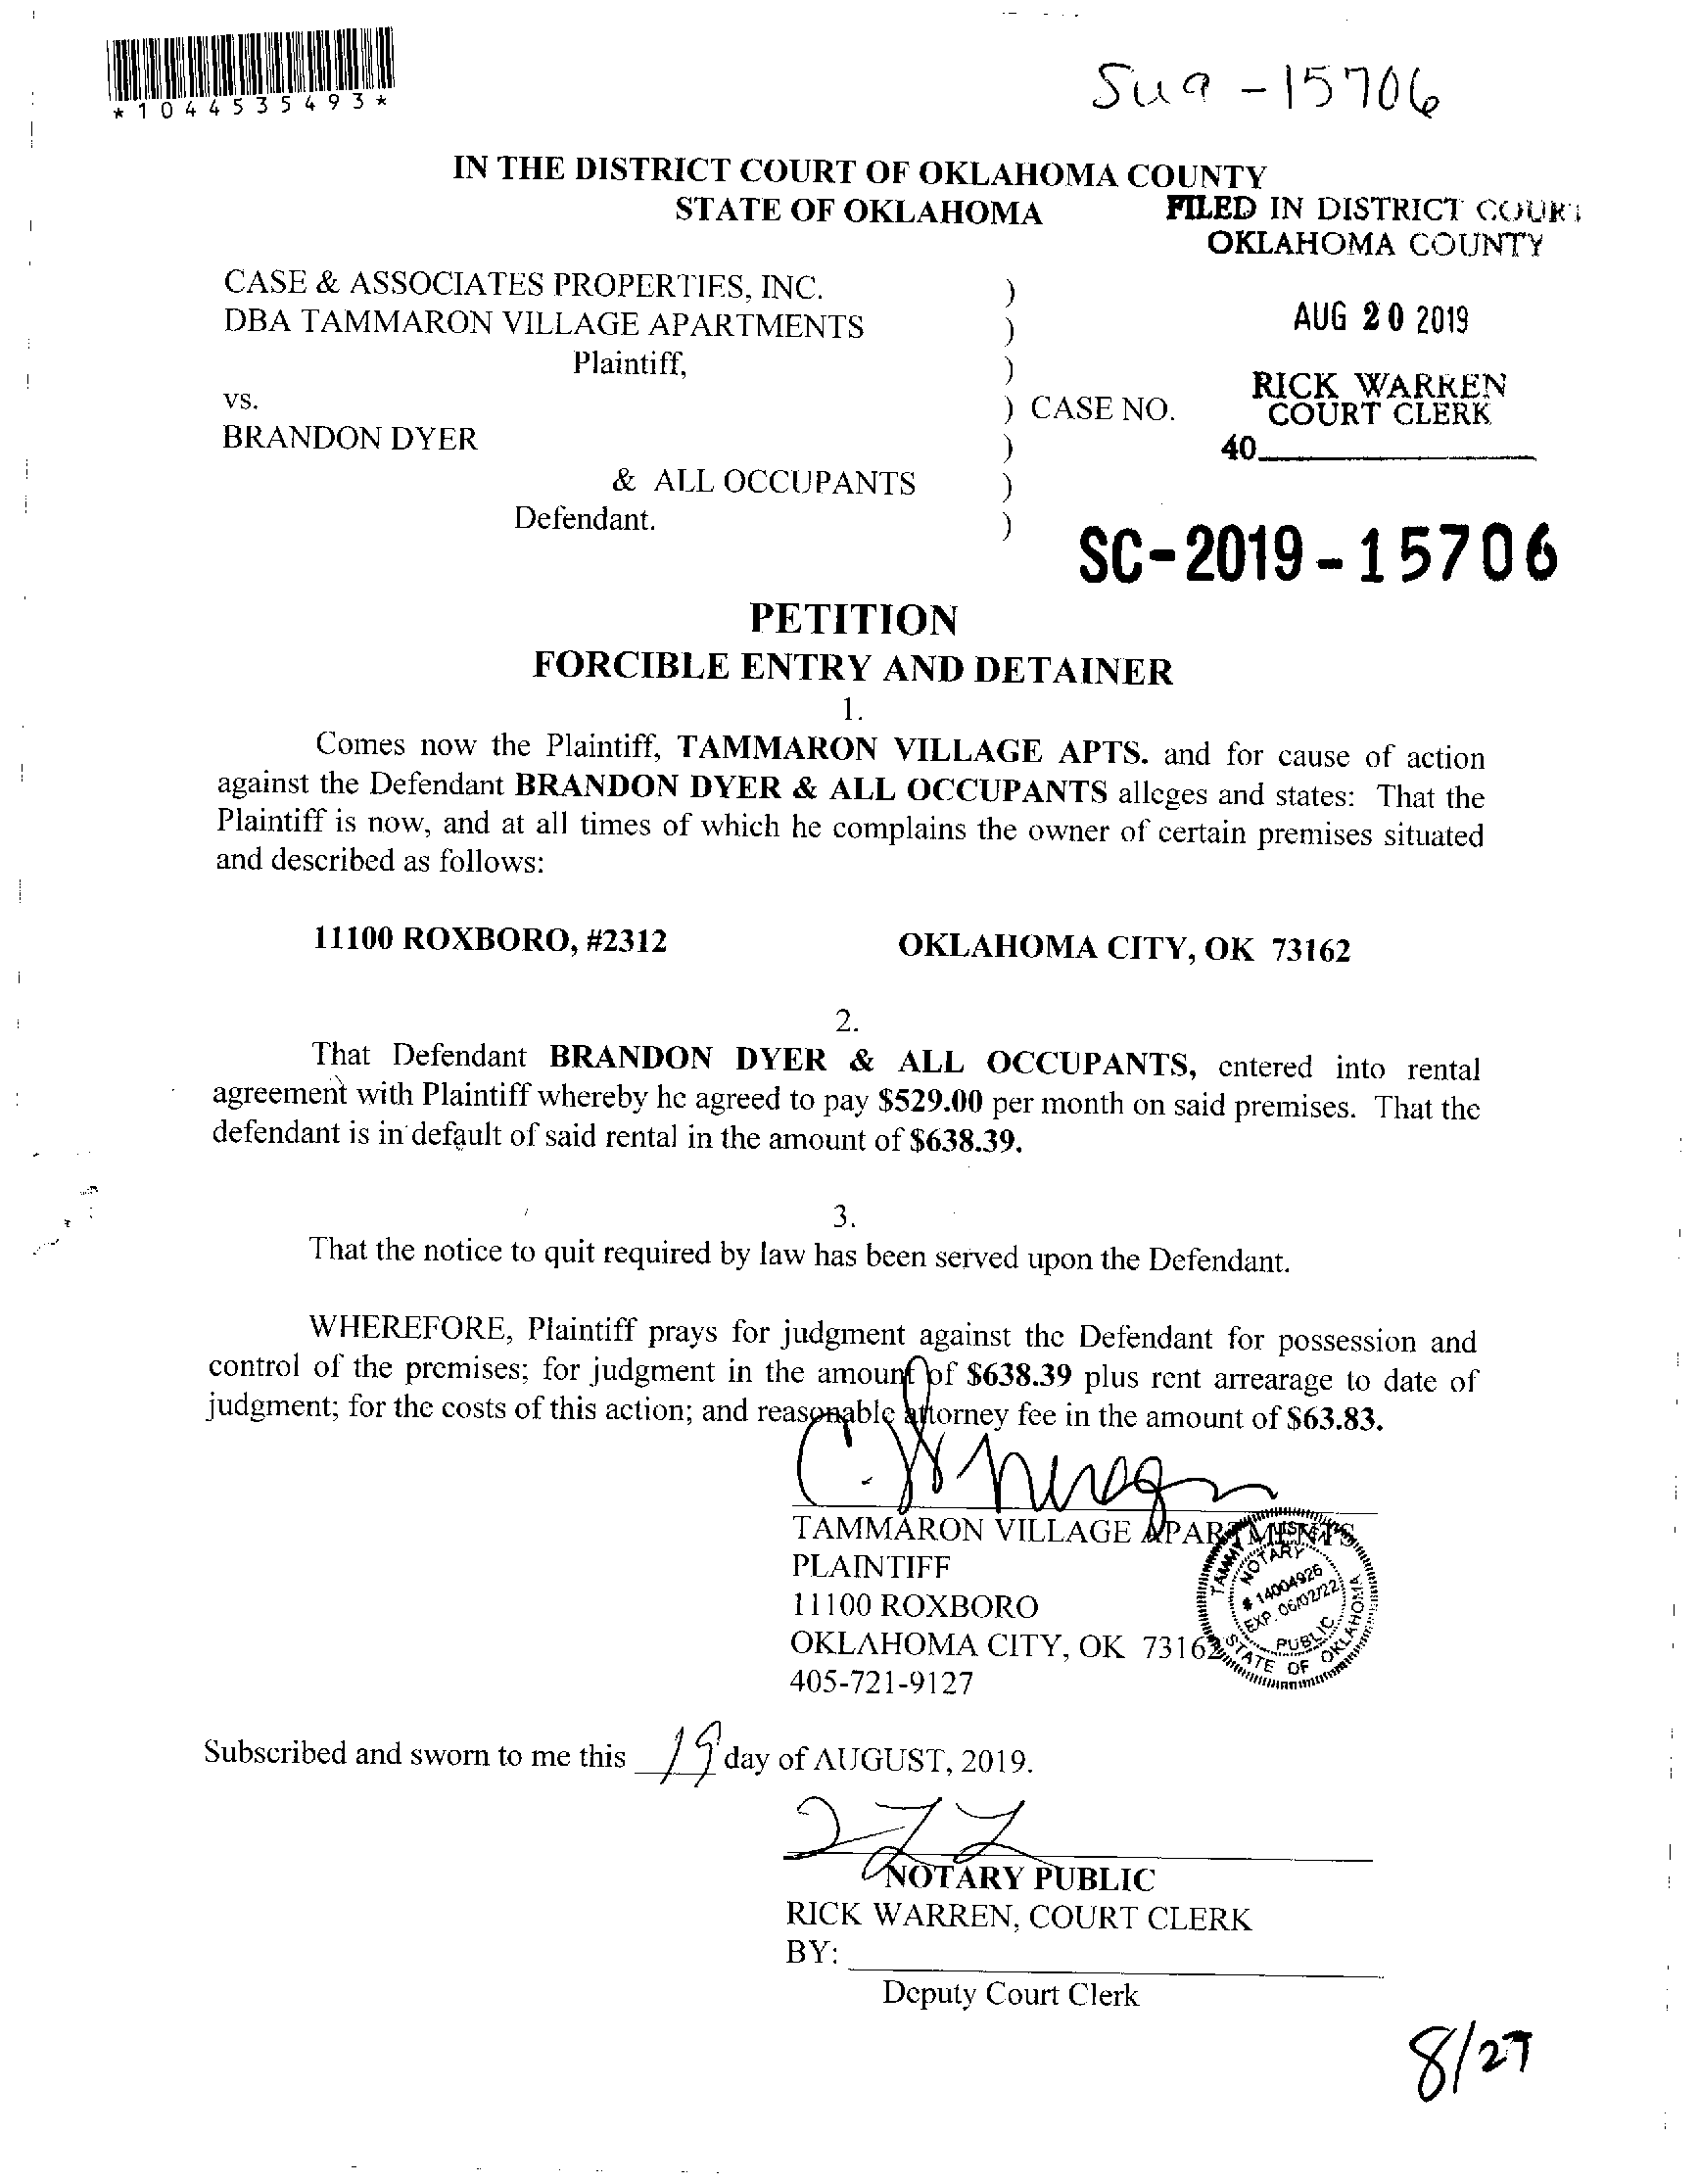 *1044535493*
IN THE DISTRICT COURT OF OKLAHOMA COUNTY
STATE OF OKLAHOMA
FILED IN DISTRICT COURT
OKLAHOMA COUNTY
CASE & ASSOCIATES PROPERTIES, INC. )
DBA TAMMARON VILLAGE APARTMENTS )
AUG 20 2019
Plaintiff, )
RICK WARREN
vs. ) CASE NO.
COURT CLERK
BRANDON DYER )
40
& ALL OCCUPANTS )
Defendant. )
SC-2019-15706
PETITION
FORCIBLE ENTRY AND DETAINER
1.
Comes now the Plaintiff, TAMMARON VILLAGE APTS. and for cause of action
against the Defendant BRANDON DYER & ALL OCCUPANTS alleges and states: That the
Plaintiff is now, and at all times of which he complains the owner of certain premises situated
and described as follows:
11100 ROXBORO, #2312 OKLAHOMA CITY, OK 73162
2.
That Defendant BRANDON DYER & ALL OCCUPANTS, entered into rental
agreement with Plaintiff whereby he agreed to pay $529.00 per month on said premises. That the
defendant is in default of said rental in the amount of $638.39.
3.
That the notice to quit required by law has been served upon the Defendant.
WHEREFORE, Plaintiff prays for judgment against the Defendant for possession and
control of the premises; for judgment in the amount of $638.39 plus rent arrearage to date of
judgment; for the costs of this action; and reasonable attorney fee in the amount of $63.83.
TAMMARON VILLAGE APARTMENTS
PLAINTIFF
11100 ROXBORO
OKLAHOMA CITY, OK 73162
405-721-9127
TAMMY
NOTARY
# 14004926
EXP. 06/02/22
PUBLIC
STATE OF OKLAHOMA
Subscribed and sworn to me this 19 day of AUGUST, 2019.
NOTARY PUBLIC
RICK WARREN, COURT CLERK
BY:
Deputy Court Clerk
8/27